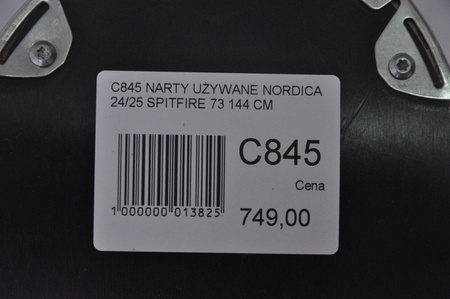 C845 NARTY UŻYWANE NORDICA
24/25 SPITFIRE 73 144 CM
C845
Cena
1 000000 013825
749,00